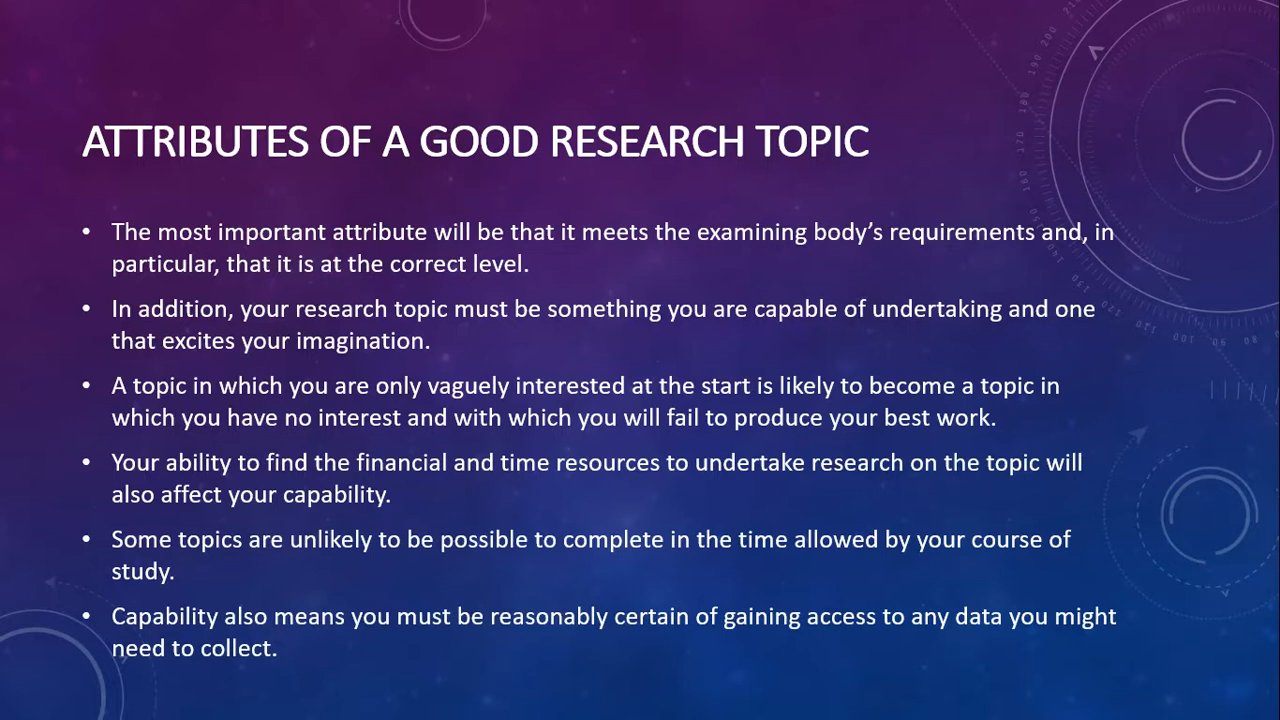 ATTRIBUTES OF A GOOD RESEARCH TOPIC
• The most important attribute will be that it meets the examining body’s requirements and, in
particular, that it is at the correct level.
• In addition, your research topic must be something you are capable of undertaking and one
that excites your imagination.
• A topic in which you are only vaguely interested at the start is likely to become a topic in
which you have no interest and with which you will fail to produce your best work.
• Your ability to find the financial and time resources to undertake research on the topic will
also affect your capability.
• Some topics are unlikely to be possible to complete in the time allowed by your course of
study.
• Capability also means you must be reasonably certain of gaining access to any data you might
need to collect.